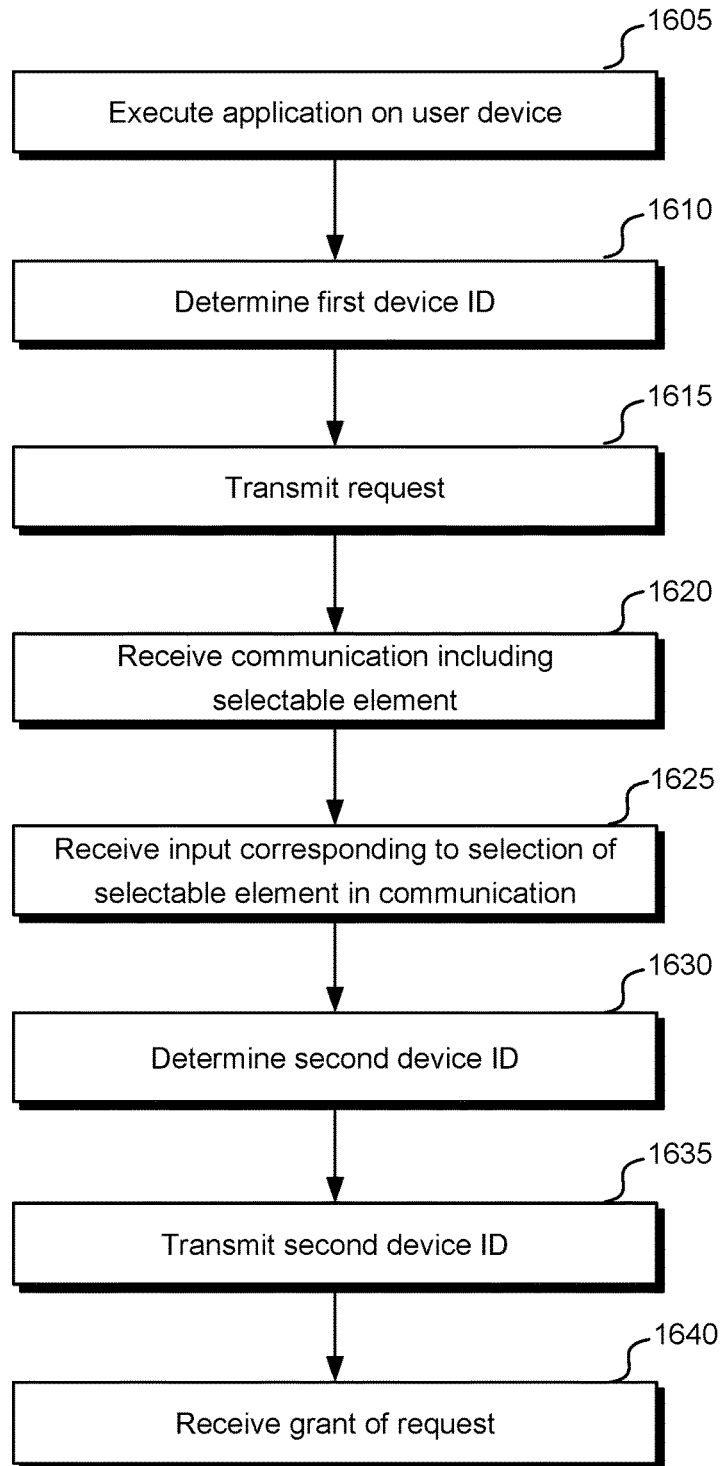 1605
Execute application on user device
1610
Determine first device ID
1615
Transmit request
1620
Receive communication including
selectable element
1625
Receive input corresponding to selection of
selectable element in communication
1630
Determine second device ID
1635
Transmit second device ID
1640
Receive grant of request